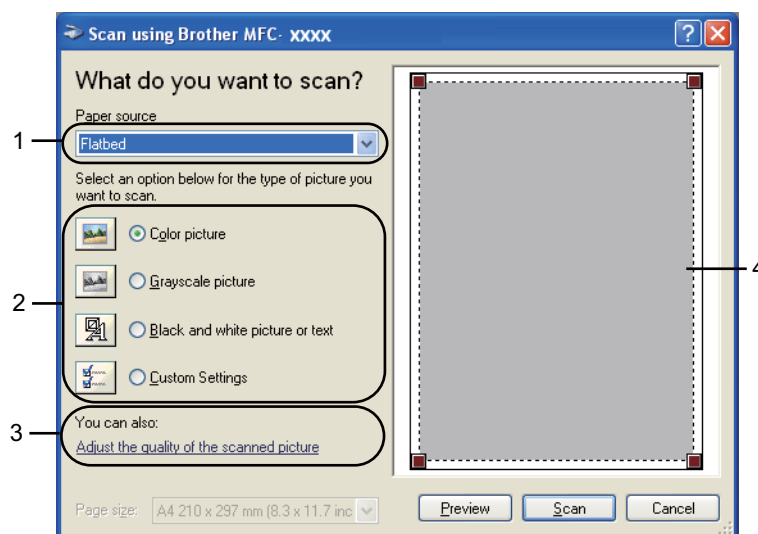 Scan using Brother MFC- XXXX
What do you want to scan?
Paper source
1
Flatbed
Select an option below for the type of picture you
want to scan.
Color picture
Grayscale picture
2
Black and white picture or text
Custom Settings
3
You can also:
Adjust the quality of the scanned picture
4
Page size: A4 210 x 297 mm (8.3 x 11.7 inc
Preview Scan Cancel